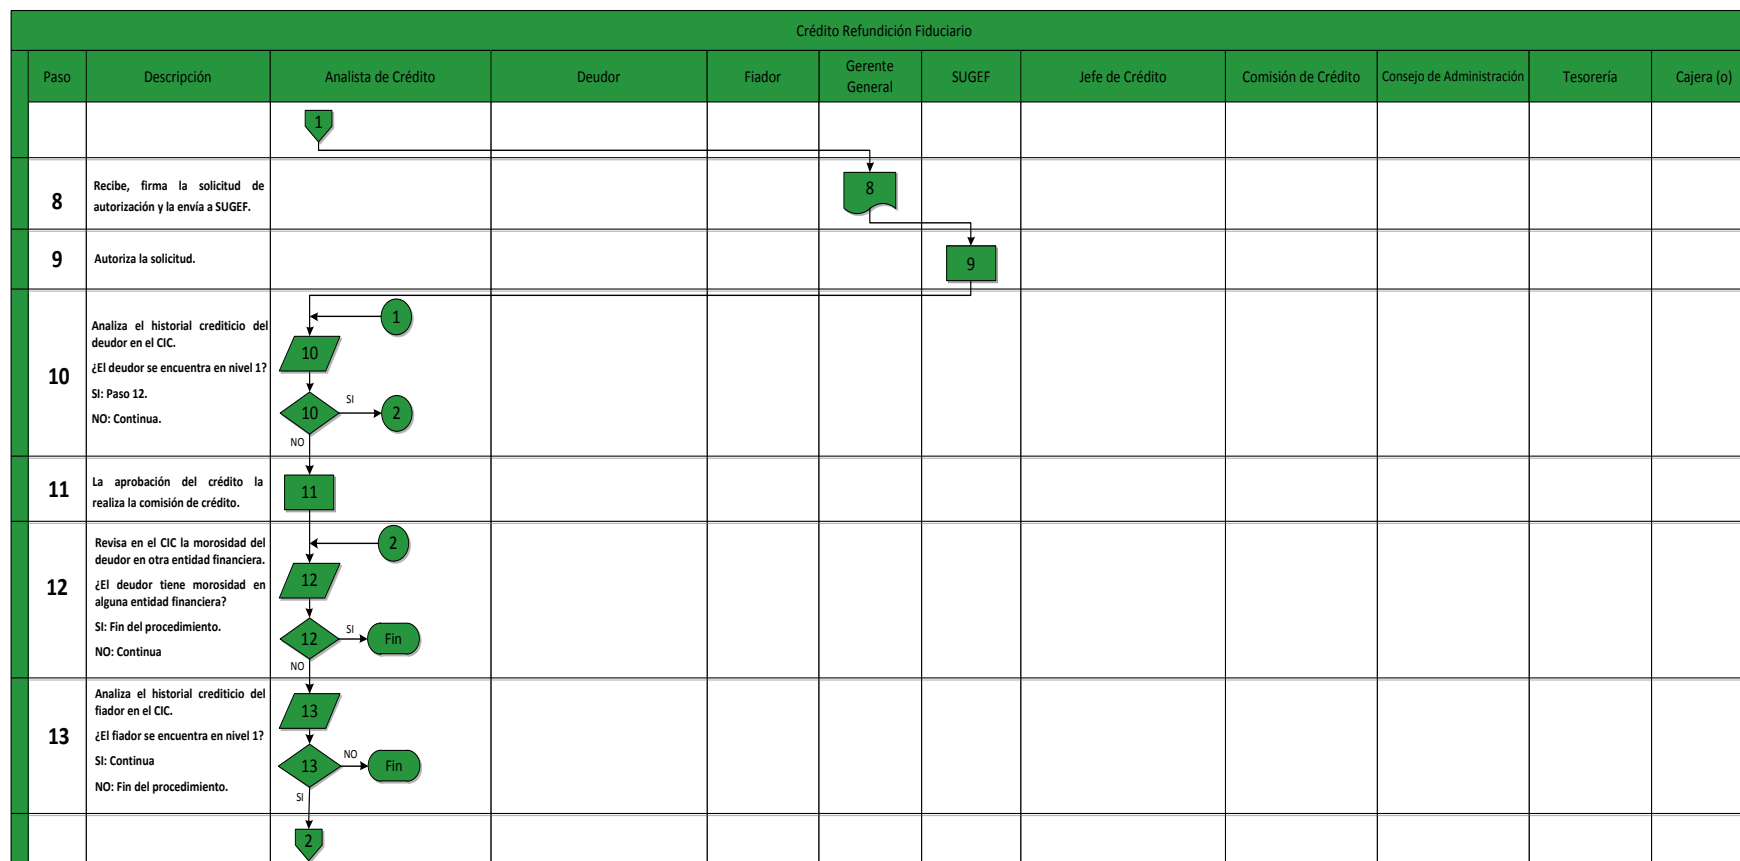 Crédito Refundición Fiduciario
Paso
Descripción
Analista de Crédito
Deudor
Fiador
Gerente
General
SUGEF
Jefe de Crédito
Comisión de Crédito
Consejo de Administración
Tesorería
Cajera (o)
1
8
Recibe, firma la solicitud de
autorización y la envía a SUGEF.
8
9
Autoriza la solicitud.
9
10
Analiza el historial crediticio del
deudor en el CIC.
¿El deudor se encuentra en nivel 1?
SI: Paso 12.
NO: Continua.
1
10
10
SI
2
NO
11
La aprobación del crédito la
realiza la comisión de crédito.
11
12
Revisa en el CIC la morosidad del
deudor en otra entidad financiera.
¿El deudor tiene morosidad en
alguna entidad financiera?
SI: Fin del procedimiento.
NO: Continua
2
12
12
SI
Fin
NO
13
Analiza el historial crediticio del
fiador en el CIC.
¿El fiador se encuentra en nivel 1?
SI: Continua
NO: Fin del procedimiento.
13
13
NO
Fin
SI
2